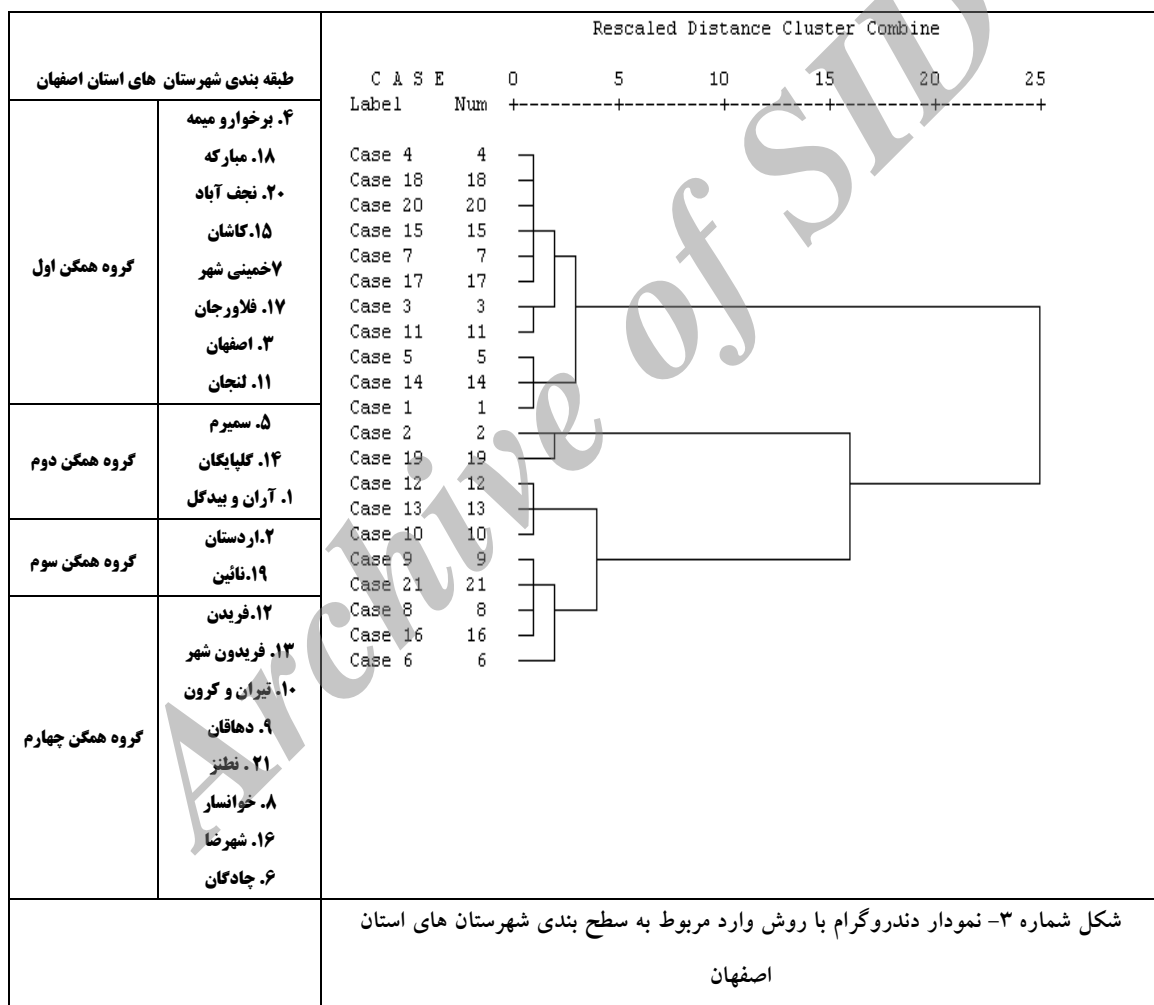 Rescaled Distance Cluster Combine
طبقه بندی شهرستان های استان اصفهان
C A S E 0 5 10 15 20 25
Label Num +---------+---------+---------+---------+---------+
گروه همگن اول
۴. برخوارو میمه
۱۸. مبارکه
۲۰. نجف آباد
۱۵.کاشان
۷خمینی شهر
۱۷. فلاورجان
۳. اصفهان
۱۱. لنجان
گروه همگن دوم
۵. سمیرم
۱۴. گلپایگان
۱. آران و بیدگل
گروه همگن سوم
۲.اردستان
۱۹.نائین
گروه همگن چهارم
۱۲.فریدن
۱۳. فریدون شهر
۱۰. تیران و کرون
۹. دهاقان
۲۱. نطنز
۸. خوانسار
۱۶. شهرضا
۶. چادگان
Case 4 4
Case 18 18
Case 20 20
Case 15 15
Case 7 7
Case 17 17
Case 3 3
Case 11 11
Case 5 5
Case 14 14
Case 1 1
Case 2 2
Case 19 19
Case 12 12
Case 13 13
Case 10 10
Case 9 9
Case 21 21
Case 8 8
Case 16 16
Case 6 6
شکل شماره ۳- نمودار دندروگرام با روش وارد مربوط به سطح بندی شهرستان های استان
اصفهان
Archive of SID